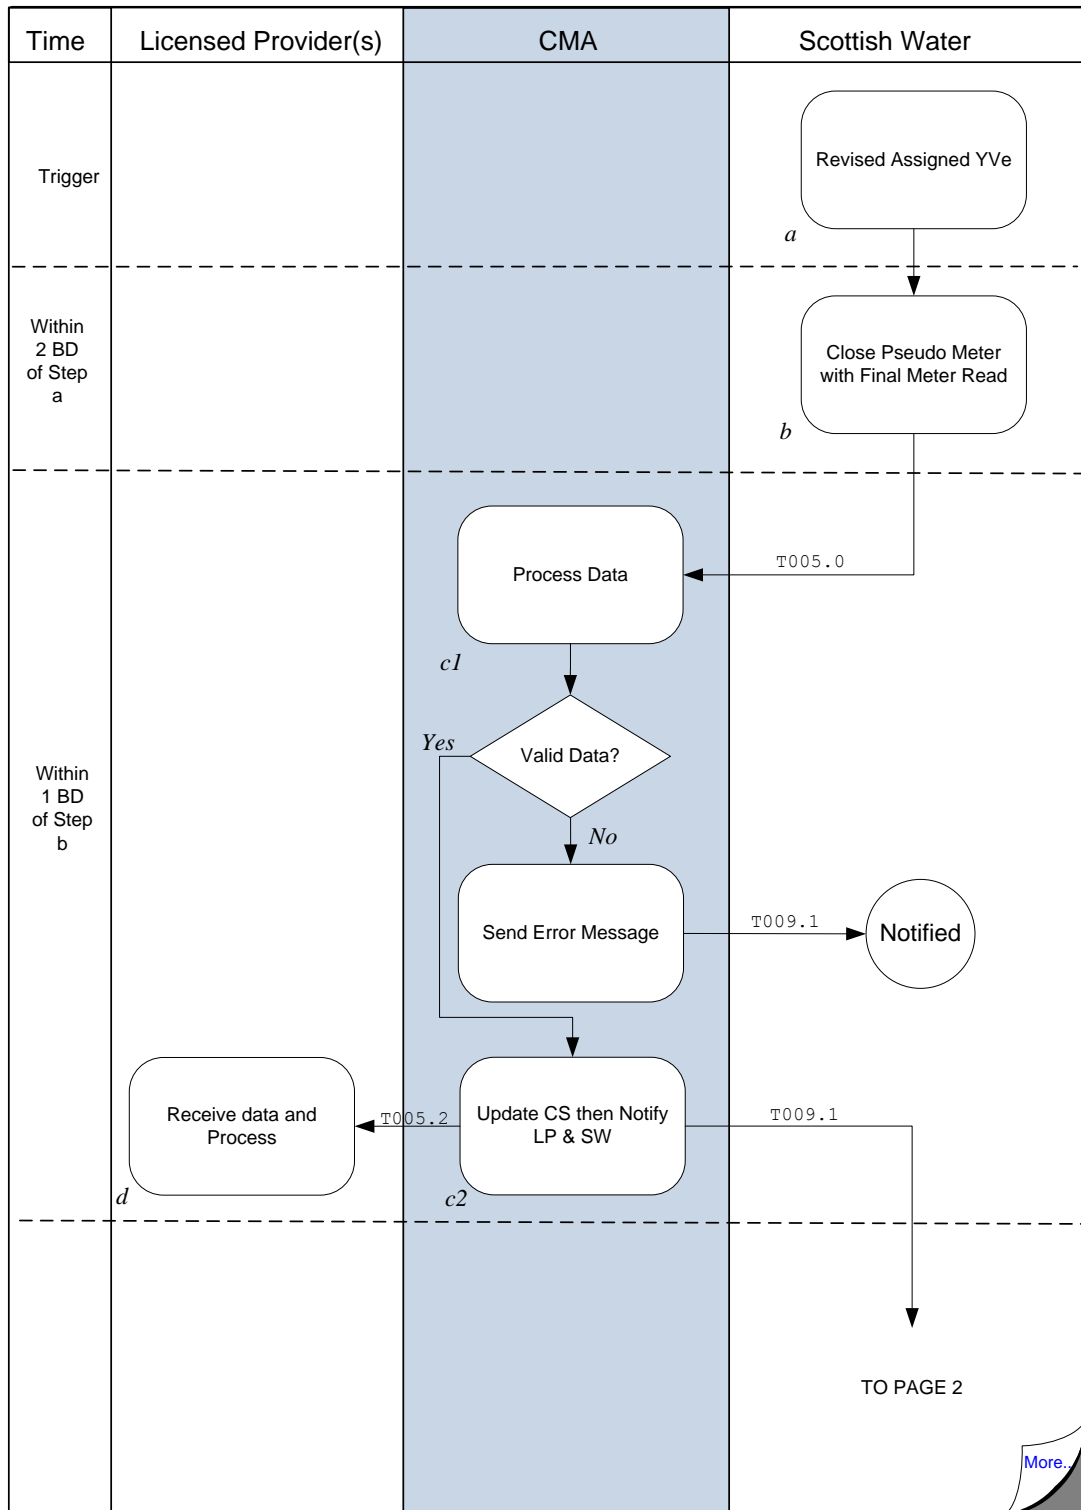 Time
Licensed Provider(s)
CMA
Scottish Water
Trigger
Revised Assigned YVe
a
Within
2 BD
of Step
a
Close Pseudo Meter
with Final Meter Read
b
Within
1 BD
of Step
b
Process Data
T005.0
c1
Valid Data?
Yes
No
Send Error Message
T009.1
Notified
Receive data and
Process
d
T005.2
Update CS then Notify
LP & SW
c2
T009.1
TO PAGE 2
More..